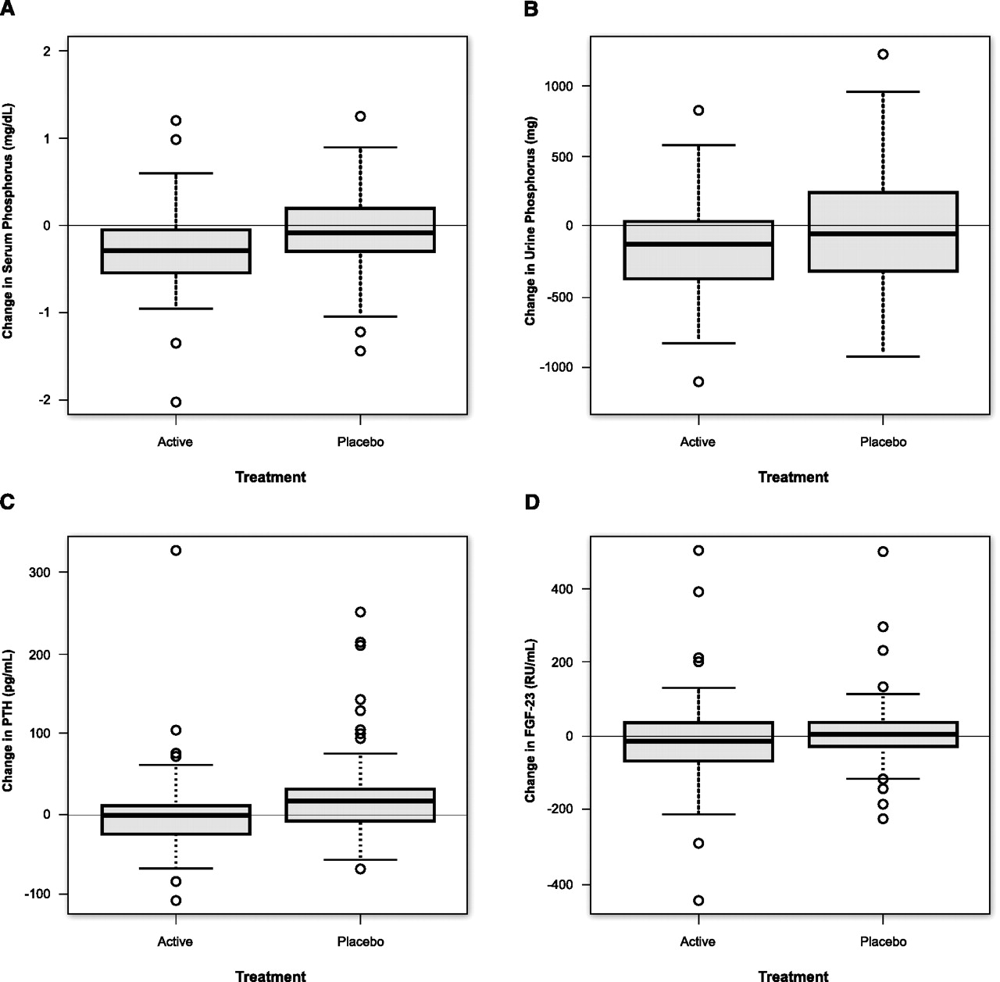 A
Change in Serum Phosphorus (mg/dL)
2
1
0
-1
-2
Active
Placebo
Treatment
B
Change in Urine Phosphorus (mg)
1000
500
0
-500
-1000
Active
Placebo
Treatment
C
Change in PTH (pg/mL)
300
200
100
0
-100
Active
Placebo
Treatment
D
Change in FGF-23 (RU/mL)
400
200
0
-200
-400
Active
Placebo
Treatment